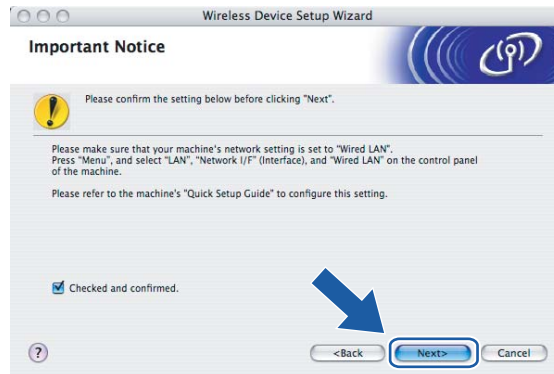 Wireless Device Setup Wizard
Important Notice
Please confirm the setting below before clicking "Next".
Please make sure that your machine's network setting is set to "Wired LAN".
Press "Menu", and select "LAN", "Network I/F" (Interface), and "Wired LAN" on the control panel
of the machine.
Please refer to the machine's "Quick Setup Guide" to configure this setting.
Checked and confirmed.
?
<Back
Next>
Cancel